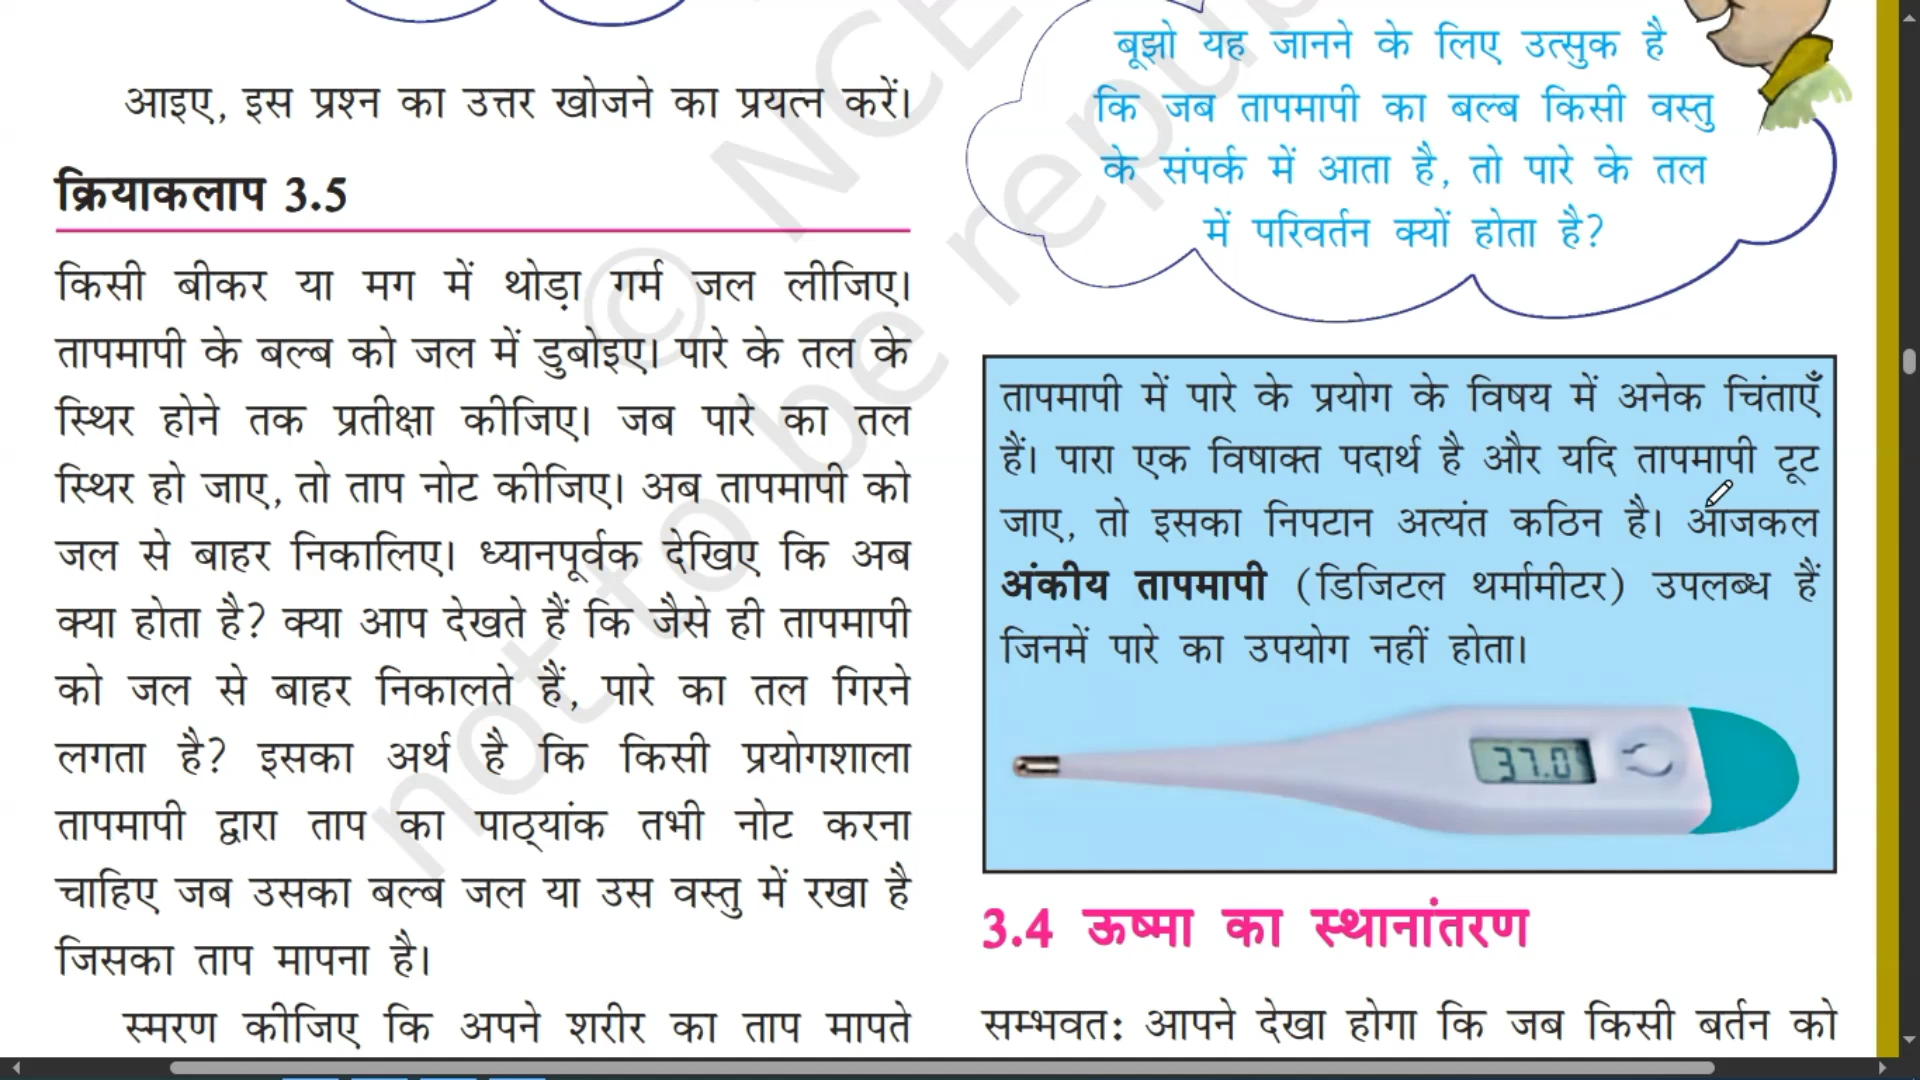 आइए, इस प्रश्न का उत्तर खोजने का प्रयत्न करें।
क्रियाकलाप 3.5
किसी बीकर या मग में थोड़ा गर्म जल लीजिए।
तापमापी के बल्ब को जल में डुबोइए। पारे के तल के
स्थिर होने तक प्रतीक्षा कीजिए। जब पारे का तल
स्थिर हो जाए, तो ताप नोट कीजिए। अब तापमापी को
जल से बाहर निकालिए। ध्यानपूर्वक देखिए कि अब
क्या होता है? क्या आप देखते हैं कि जैसे ही तापमापी
को जल से बाहर निकालते हैं, पारे का तल गिरने
लगता है? इसका अर्थ है कि किसी प्रयोगशाला
तापमापी द्वारा ताप का पाठ्यांक तभी नोट करना
चाहिए जब उसका बल्ब जल या उस वस्तु में रखा है
जिसका ताप मापना है।
स्मरण कीजिए कि अपने शरीर का ताप मापते
बूझो यह जानने के लिए उत्सुक है
कि जब तापमापी का बल्ब किसी वस्तु
के संपर्क में आता है, तो पारे के तल
में परिवर्तन क्यों होता है?
तापमापी में पारे के प्रयोग के विषय में अनेक चिंताएँ
हैं। पारा एक विषाक्त पदार्थ है और यदि तापमापी टूट
जाए, तो इसका निपटान अत्यंत कठिन है। आजकल
अंकीय तापमापी (डिजिटल थर्मामीटर) उपलब्ध हैं
जिनमें पारे का उपयोग नहीं होता।
37.0
3.4 ऊष्मा का स्थानांतरण
सम्भवत: आपने देखा होगा कि जब किसी बर्तन को
© NCE
not to be repub